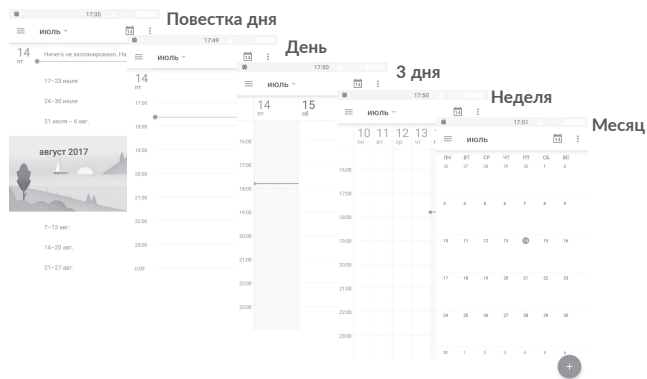 17:35
Повестка дня
июль
14
14
пт
Ничего не запланировано. На
17–23 июля
24–30 июля
31 июля – 6 авг.
август 2017
7–13 авг.
14–20 авг.
21–27 авг.
17:49
День
июль
14
14
пт
17:00
18:00
19:00
20:00
21:00
22:00
23:00
0:00
17:50
3 дня
июль
14
14 15
пт сб
16:00
17:00
18:00
19:00
20:00
21:00
22:00
23:00
17:50
Неделя
июль
14
10 11 12 13
пн вт ср чт
16:00
17:00
18:00
19:00
20:00
21:00
22:00
23:00
17:51
Месяц
июль
14
ПН ВТ СР ЧТ ПТ СБ ВС
26 27 28 29 30 1 2
3 4 5 6 7 8 9
10 11 12 13 14 15 16
17 18 19 20 21 22 23
24 25 26 27 28 29 30
31 1 2 3 4 5 6
+